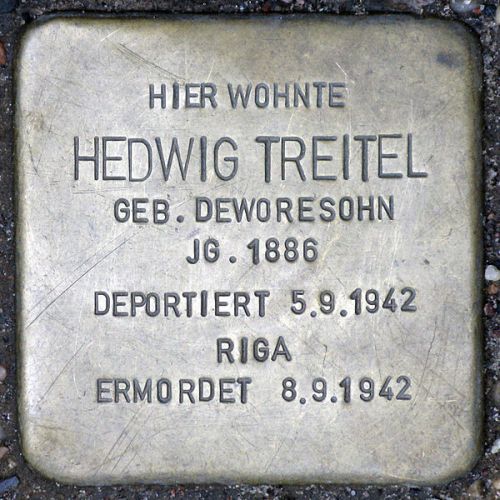 HIER WOHNTE
HEDWIG TREITEL
GEB. DEWORESOHN
JG. 1886
DEPORTIERT 5.9.1942
RIGA
ERMORDET 8.9.1942